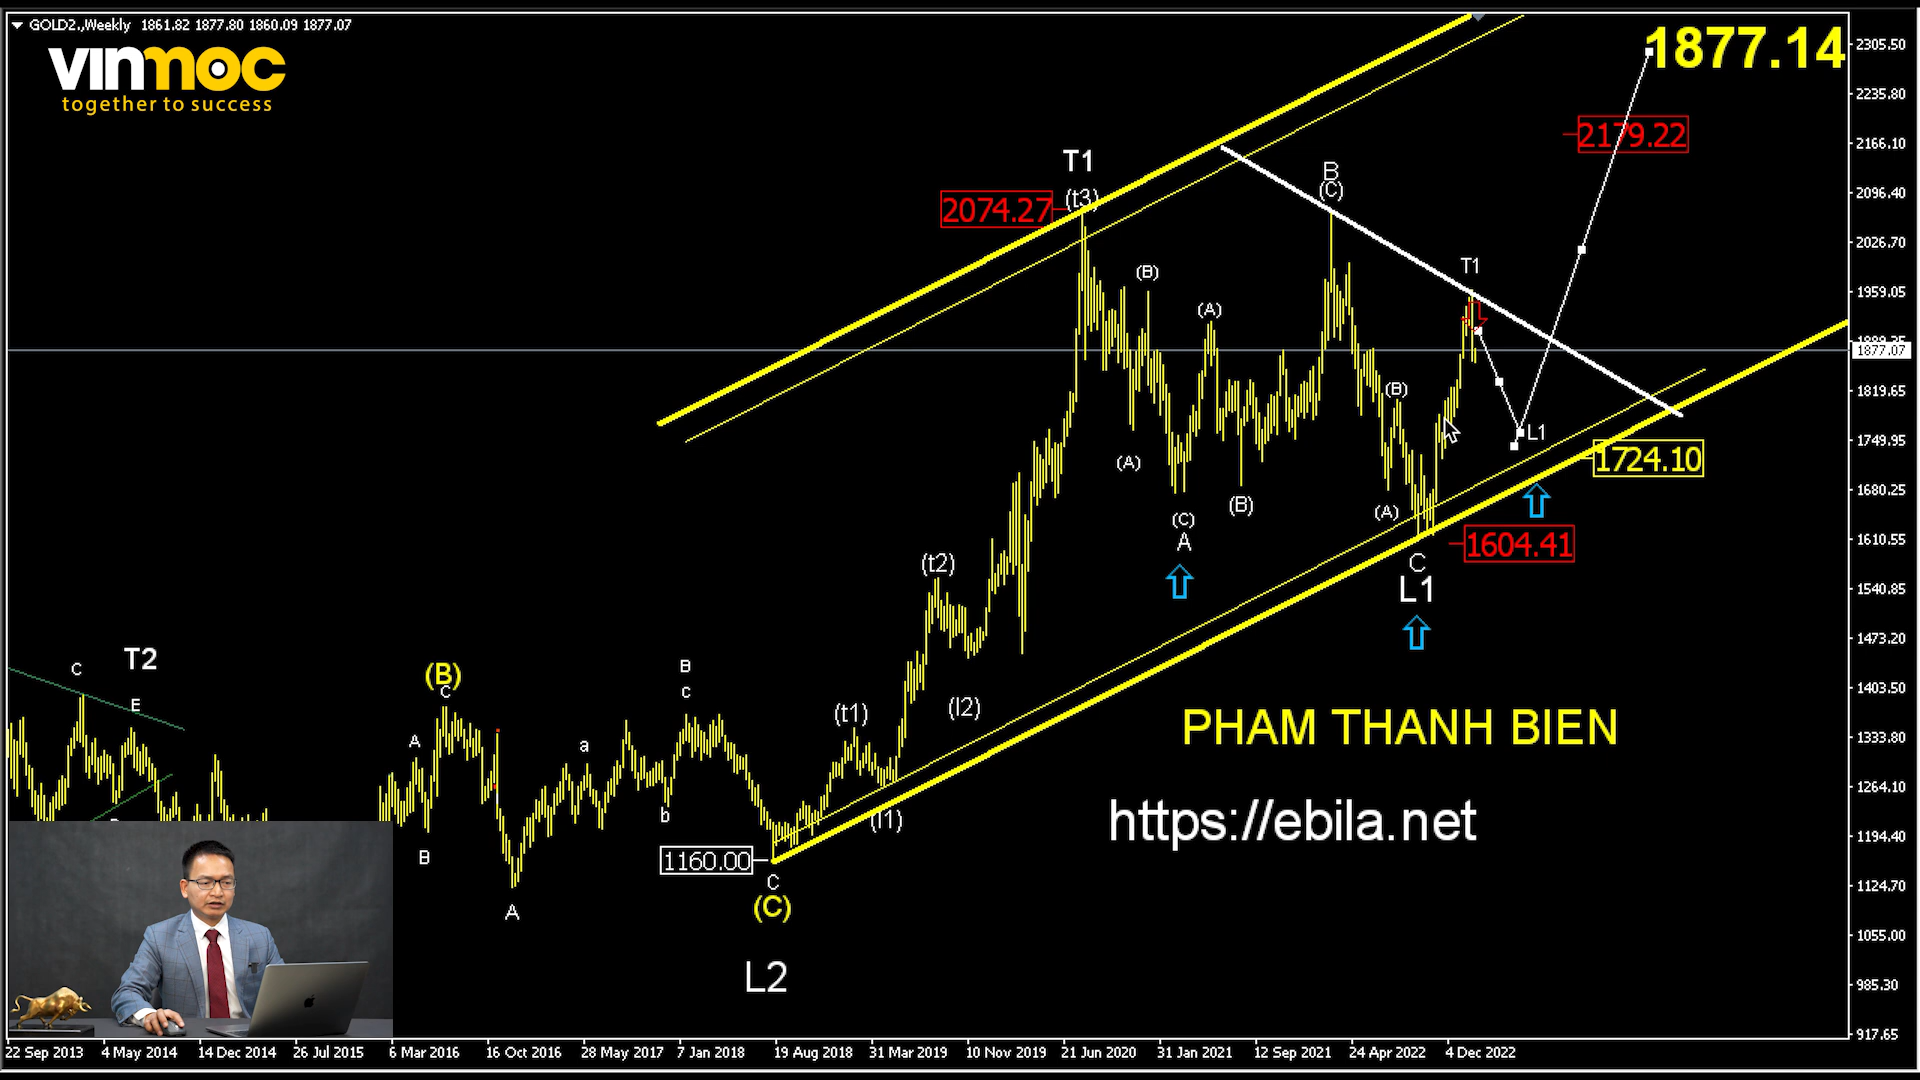 GOLD2.,Weekly 1861.82 1877.80 1860.09 1877.07
vinmoc
together to success
1877.14
2305.50
2235.80
2179.22
2166.10
T1
B
(C)
2096.40
2074.27
(t3)
2026.70
(B)
T1
1959.05
(A)
1877.07
(B)
1819.65
L1
1749.95
(A)
1724.10
1680.25
(B)
(A)
(C)
A
1604.41
1610.55
(t2)
C
L1
1540.85
1473.20
C
T2
B
(B)
C
c
1403.50
E
(l2)
(t1)
PHAM THANH BIEN
1333.80
A
a
1264.10
b
(l1)
https://ebila.net
1194.40
B
1160.00
C
(C)
1124.70
A
1055.00
L2
985.30
917.65
22 Sep 2013 4 May 2014 14 Dec 2014 26 Jul 2015 6 Mar 2016 16 Oct 2016 28 May 2017 7 Jan 2018 19 Aug 2018 31 Mar 2019 10 Nov 2019 21 Jun 2020 31 Jan 2021 12 Sep 2021 24 Apr 2022 4 Dec 2022